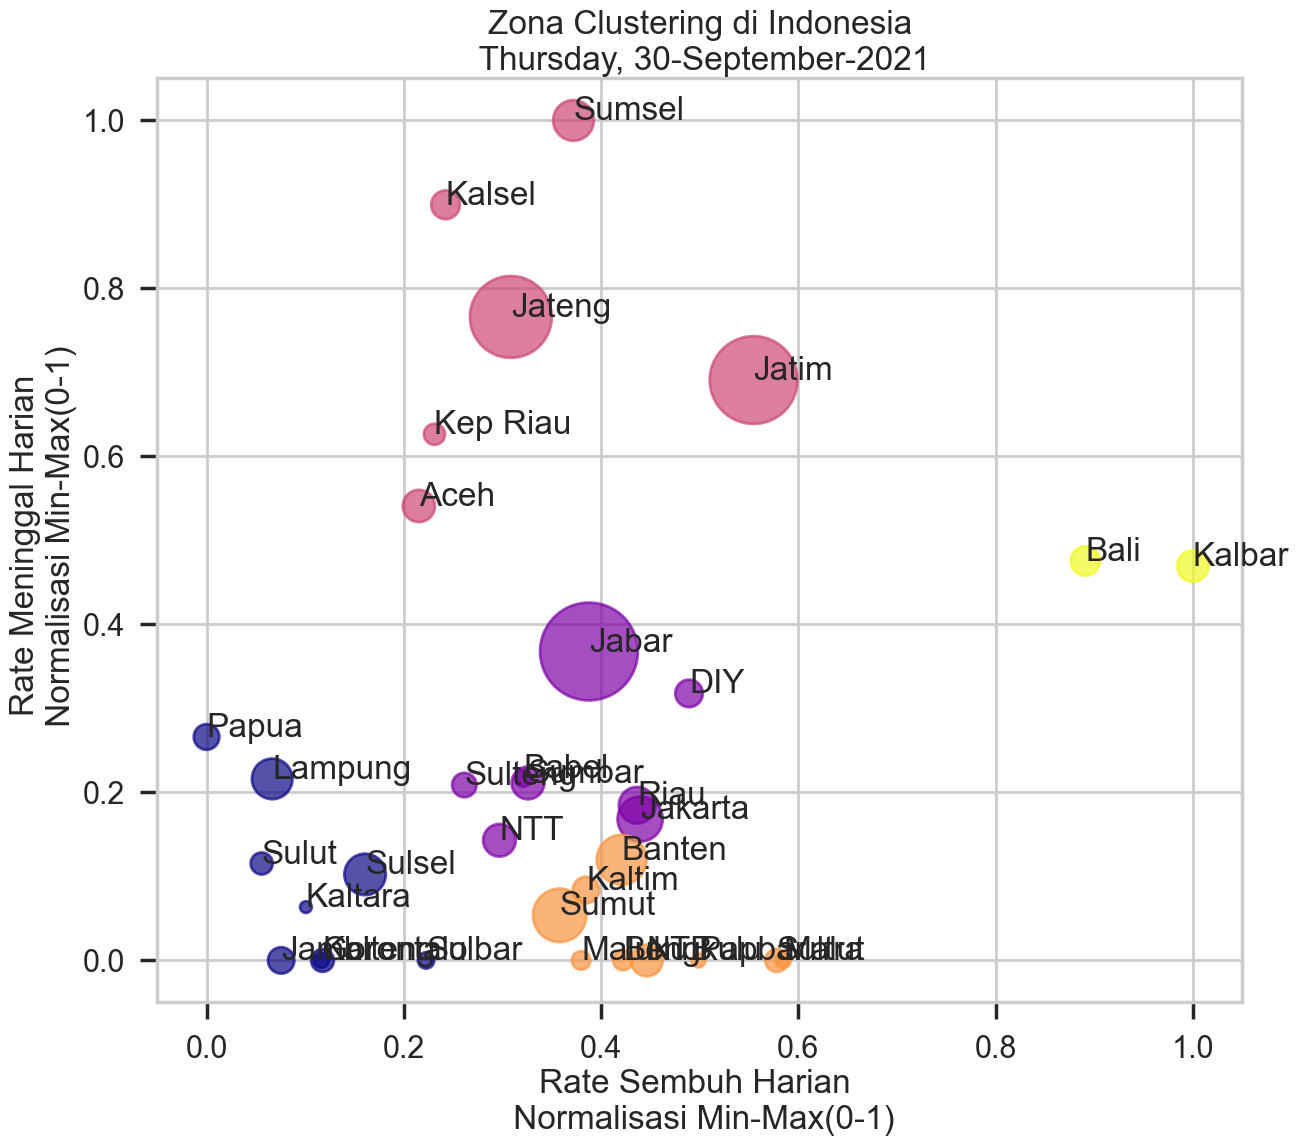 Zona Clustering di Indonesia
Thursday, 30-September-2021
Rate Meninggal Harian
Normalisasi Min-Max(0-1)
1.0
0.8
0.6
0.4
0.2
0.0
Sumsel
Kalsel
Jateng
Jatim
Kep Riau
Aceh
Bali
Kalbar
Jabar
DIY
Papua
Lampung
Sulteng
Babel
Sumbar
Riau
Jakarta
NTT
Banten
Sulut
Sulsel
Kaltim
Kaltara
Sumut
Sulbar
0.0 0.2 0.4 0.6 0.8 1.0
Rate Sembuh Harian
Normalisasi Min-Max(0-1)